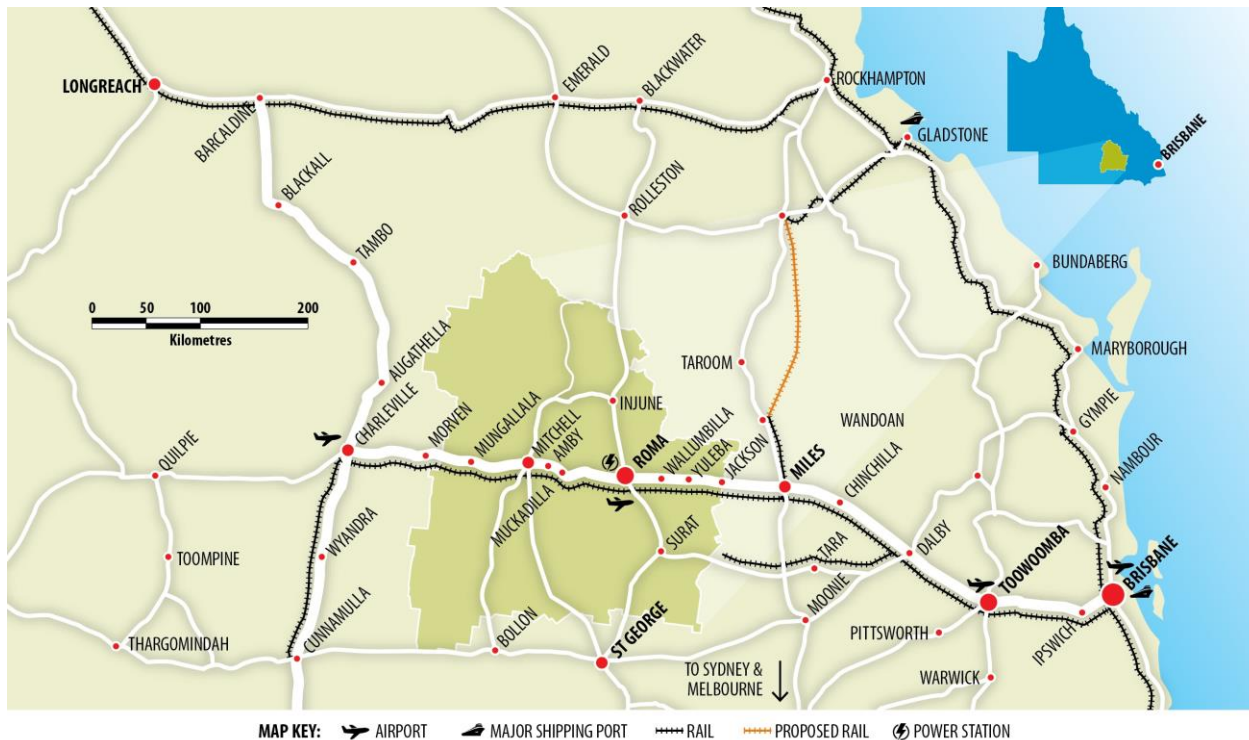 LONGREACH
BARCALDINE
EMERALD
BLACKWATER
ROCKHAMPTON
GLADSTONE
BRISBANE
BLACKALL
ROLLESTON
TAMBO
BUNDABERG
0 50 100 200
Kilometres
AUGATHELLA
TAROOM
MARYBOROUGH
CHARLEVILLE
MORVEN
MUNGALLALA
MITCHELL
AMBY
INJUNE
ROMA
WALLUMBILLA
YULEBA
JACKSON
WANDOAN
GYMPIE
QUILPIE
MUCKADILLA
MILES
CHINCHILLA
NAMBOUR
WYANDRA
SURAT
TARA
DALBY
TOOPINE
TOOWOOMBA
BRISBANE
CUNNAMULLA
BOLLON
ST GEORGE
MOONIE
PITTSWORTH
IPSWICH
THARGOMINDAH
TO SYDNEY &
MELBOURNE
WARWICK
MAP KEY: AIRPORT MAJOR SHIPPING PORT RAIL PROPOSED RAIL POWER STATION